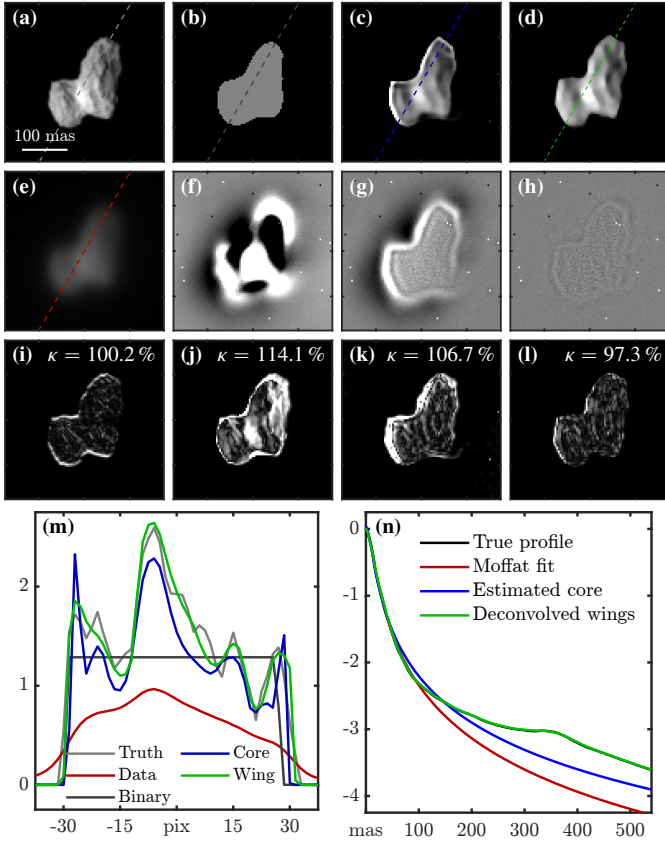 (a)
(b)
(c)
(d)
100 mas
(e)
(f)
(g)
(h)
(i) κ = 100.2 %
(j) κ = 114.1 %
(k) κ = 106.7 %
(l) κ = 97.3 %
(m)
2
1
0
Truth
Data
Binary
Core
Wing
-30 -15 pix 15 30
(n)
True profile
Moffat fit
Estimated core
Deconvolved wings
0
-1
-2
-3
-4
mas 100 200 300 400 500